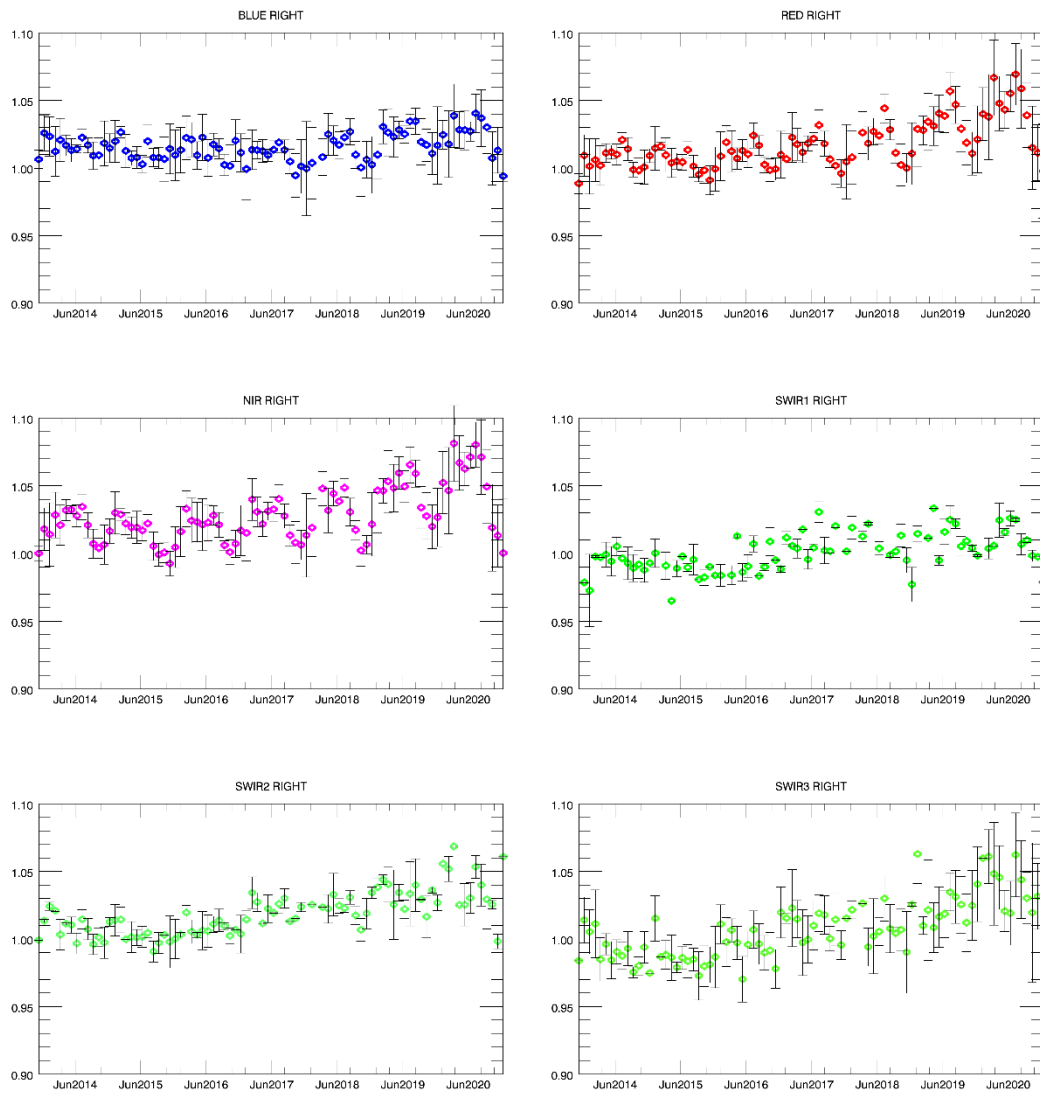 BLUE RIGHT
1.10
1.05
1.00
0.95
0.90
Jun2014 Jun2015 Jun2016 Jun2017 Jun2018 Jun2019 Jun2020
RED RIGHT
1.10
1.05
1.00
0.95
0.90
Jun2014 Jun2015 Jun2016 Jun2017 Jun2018 Jun2019 Jun2020
NIR RIGHT
1.10
1.05
1.00
0.95
0.90
Jun2014 Jun2015 Jun2016 Jun2017 Jun2018 Jun2019 Jun2020
SWIR1 RIGHT
1.10
1.05
1.00
0.95
0.90
Jun2014 Jun2015 Jun2016 Jun2017 Jun2018 Jun2019 Jun2020
SWIR2 RIGHT
1.10
1.05
1.00
0.95
0.90
Jun2014 Jun2015 Jun2016 Jun2017 Jun2018 Jun2019 Jun2020
SWIR3 RIGHT
1.10
1.05
1.00
0.95
0.90
Jun2014 Jun2015 Jun2016 Jun2017 Jun2018 Jun2019 Jun2020